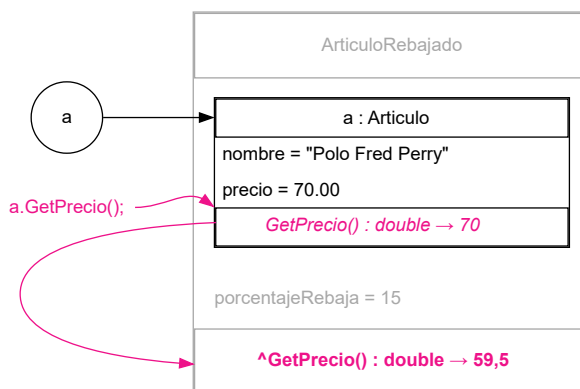 ArticuloRebajado
a
a : Articulo
nombre = "Polo Fred Perry"
precio = 70.00
a.GetPrecio();
GetPrecio() : double → 70
porcentajeRebaja = 15
^GetPrecio() : double → 59,5